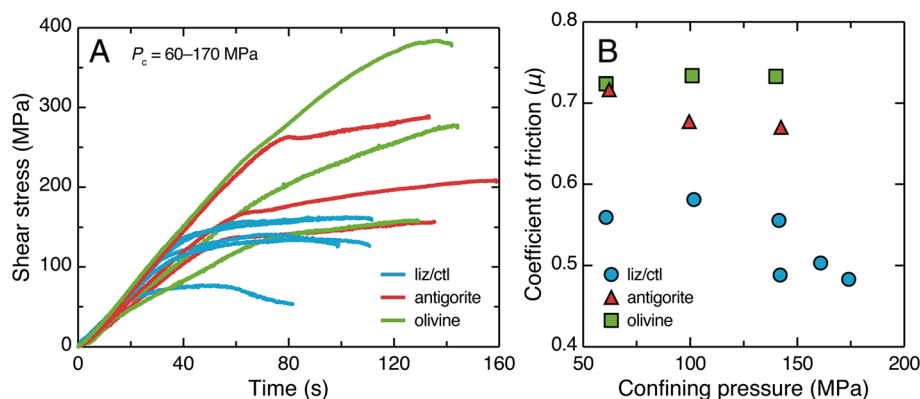 A
P_c = 60–170 MPa
400
300
200
100
0
Shear stress (MPa)
liz/ctl
antigorite
olivine
0 40 80 120 160
Time (s)
B
0.8
0.7
0.6
0.5
0.4
Coefficient of friction (μ)
liz/ctl
antigorite
olivine
50 100 150 200
Confining pressure (MPa)